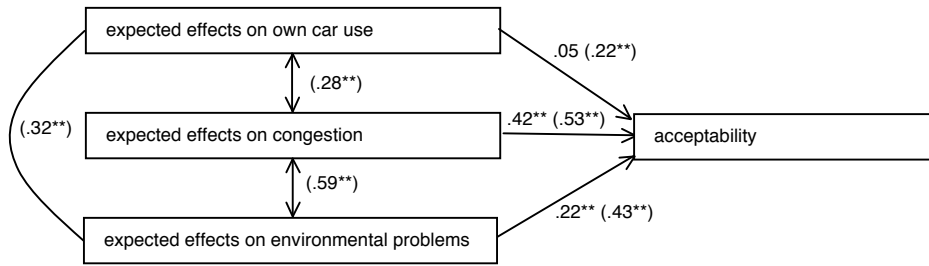 expected effects on own car use
.05 (.22**)
(.28**)
(.32**)
expected effects on congestion
.42** (.53**)
acceptability
(.59**)
.22** (.43**)
expected effects on environmental problems